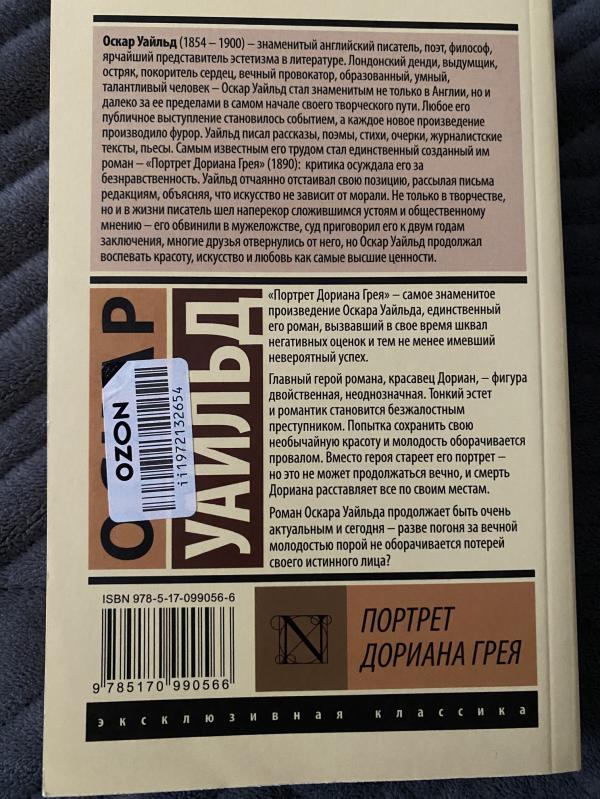 Оскар Уайльд (1854 – 1900) – знаменитый английский писатель, поэт, философ,
ярчайший представитель эстетизма в литературе. Лондонский денди, выдумщик,
остряк, покоритель сердец, вечный провокатор, образованный, умный,
талантливый человек – Оскар Уайльд стал знаменитым не только в Англии, но и
далеко за ее пределами в самом начале своего творческого пути. Любое его
публичное выступление становилось событием, а каждое новое произведение
производило фурор. Уайльд писал рассказы, поэмы, стихи, очерки, журналистские
тексты, пьесы. Самым известным его трудом стал единственный созданный им
роман – «Портрет Дориана Грея» (1890): критика осуждала его за
безнравственность. Уайльд отчаянно отстаивал свою позицию, рассылая письма
редакциям, объясняя, что искусство не зависит от морали. Не только в творчестве,
но и в жизни писатель шел наперекор сложившимся устоям и общественному
мнению – его обвинили в мужеложстве, суд приговорил его к двум годам
заключения, многие друзья отвернулись от него, но Оскар Уайльд продолжал
воспевать красоту, искусство и любовь как самые высшие ценности.
УАЙЛЬД
OZON
ii1972132654
«Портрет Дориана Грея» – самое знаменитое
произведение Оскара Уайльда, единственный
его роман, вызвавший в свое время шквал
негативных оценок и тем не менее имевший
невероятный успех.
Главный герой романа, красавец Дориан, – фигура
двойственная, неоднозначная. Тонкий эстет
и романтик становится безжалостным
преступником. Попытка сохранить свою
необычайную красоту и молодость оборачивается
провалом. Вместо героя стареет его портрет –
но это не может продолжаться вечно, и смерть
Дориана расставляет все по своим местам.
Роман Оскара Уайльда продолжает быть очень
актуальным и сегодня – разве погоня за вечной
молодостью порой не оборачивается потерей
своего истинного лица?
ISBN 978-5-17-099056-6
9 785170 990566
N
ПОРТРЕТ
ДОРИАНА ГРЕЯ
эксклюзивная классика